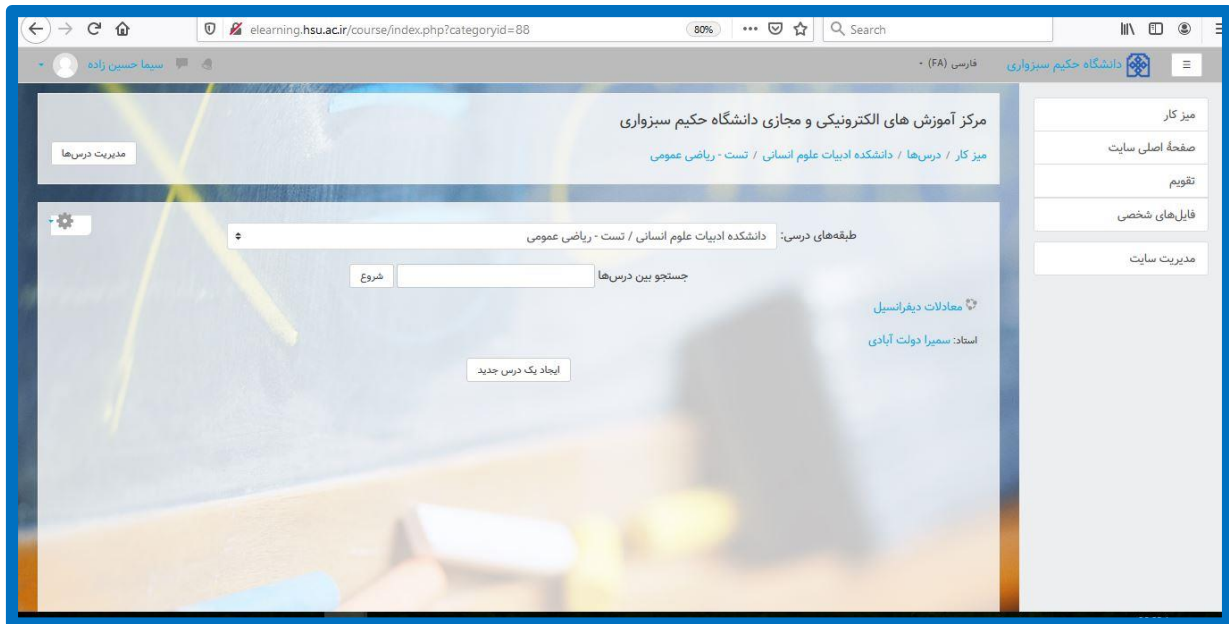 elearning.hsu.ac.ir/course/index.php?categoryid=88
80%
Search
دانشگاه حکیم سبزواری
فارسی (FA)
سیما حسین زاده
میز کار
صفحهٔ اصلی سایت
تقویم
فایل‌های شخصی
مدیریت سایت
مرکز آموزش های الکترونیکی و مجازی دانشگاه حکیم سبزواری
میز کار / درس‌ها / دانشکده ادبیات علوم انسانی / تست - ریاضی عمومی
مدیریت درس‌ها
طبقه‌های درسی: دانشکده ادبیات علوم انسانی / تست - ریاضی عمومی
جستجو بین درس‌ها شروع
معادلات دیفرانسیل
استاد: سمیرا دولت آبادی
ایجاد یک درس جدید